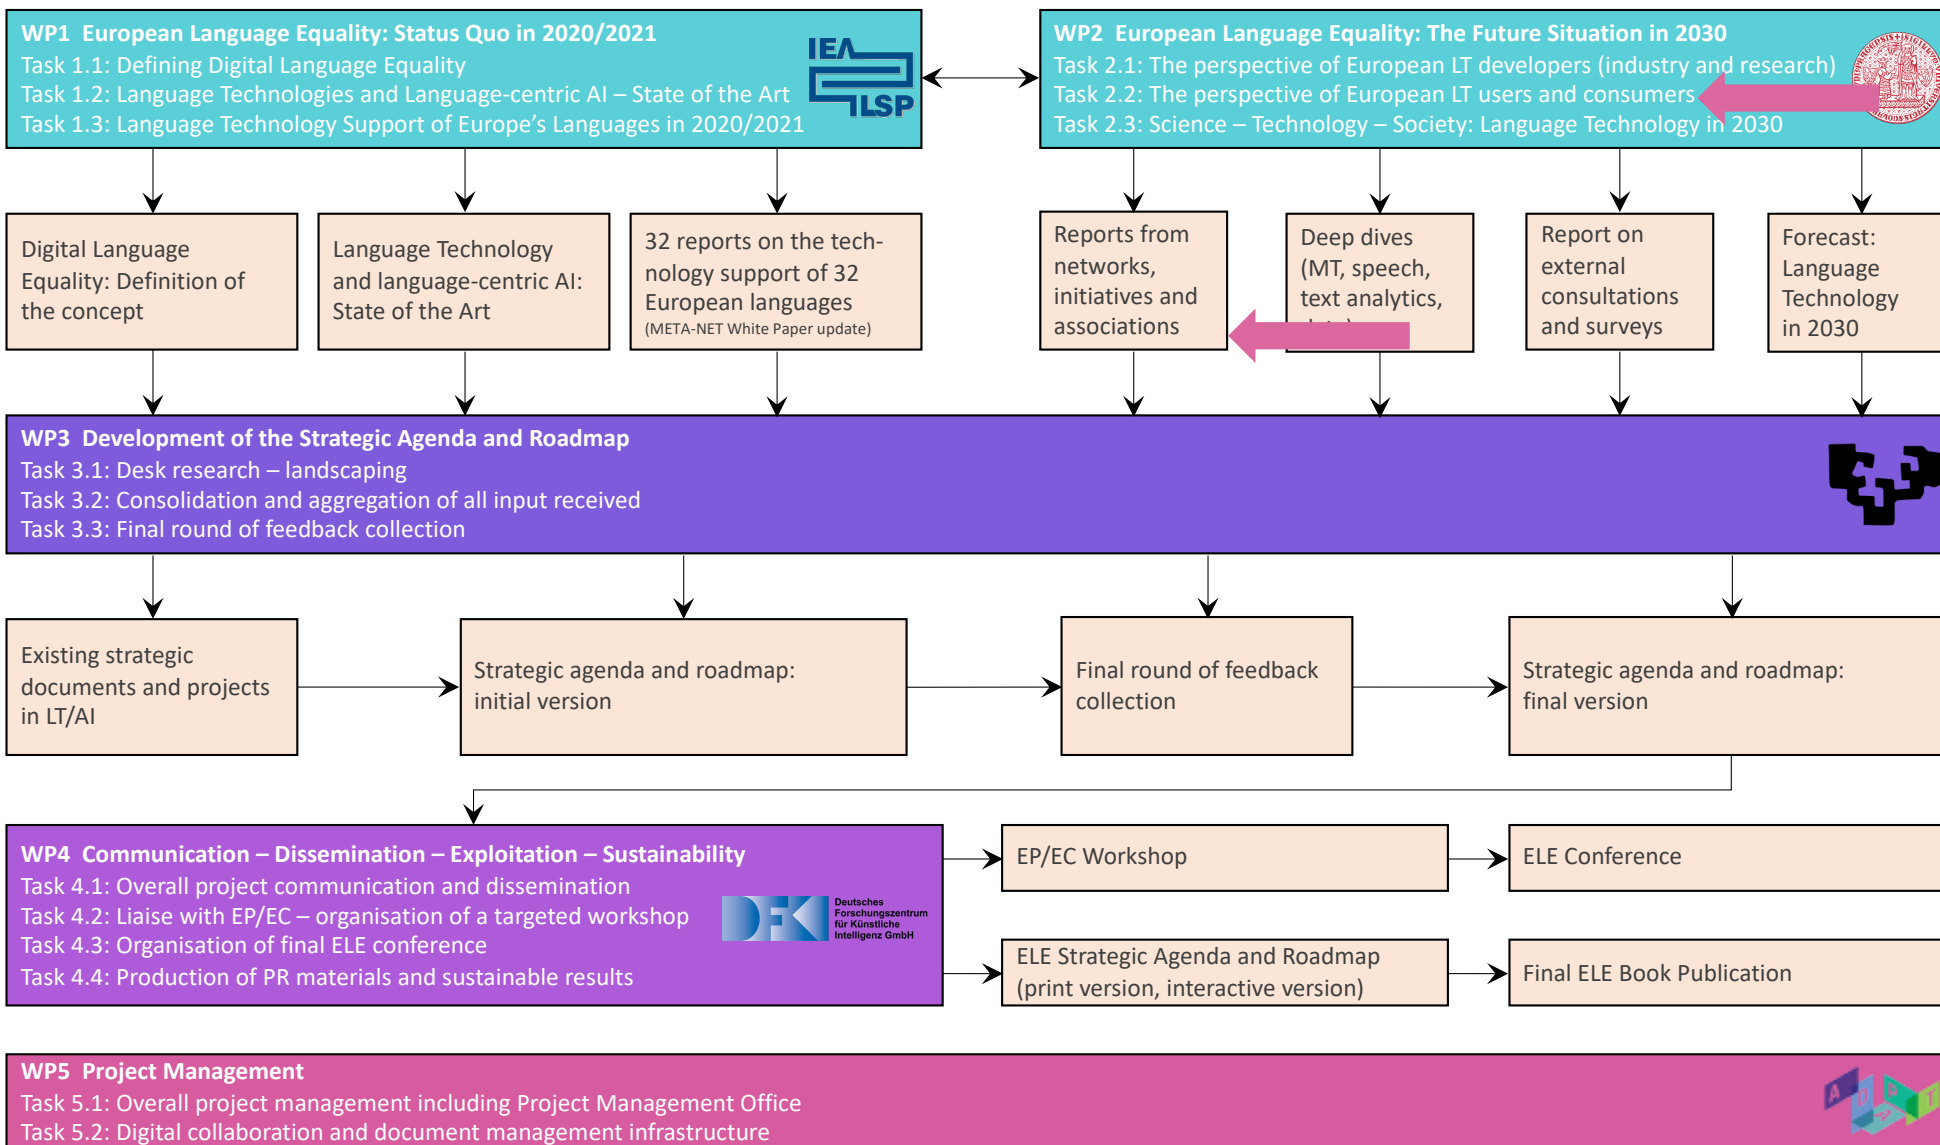 WP1 European Language Equality: Status Quo in 2020/2021
Task 1.1: Defining Digital Language Equality
Task 1.2: Language Technologies and Language-centric AI – State of the Art
Task 1.3: Language Technology Support of Europe's Languages in 2020/2021
IEA
ILSP
WP2 European Language Equality: The Future Situation in 2030
Task 2.1: The perspective of European LT developers (industry and research)
Task 2.2: The perspective of European LT users and consumers
Task 2.3: Science – Technology – Society: Language Technology in 2030
Digital Language
Equality: Definition of
the concept
Language Technology
and language-centric AI:
State of the Art
32 reports on the tech-
nology support of 32
European languages
(META-NET White Paper update)
Reports from
networks,
initiatives and
associations
Deep dives
(MT, speech,
text analytics,
Report on
external
consultations
and surveys
Forecast:
Language
Technology
in 2030
WP3 Development of the Strategic Agenda and Roadmap
Task 3.1: Desk research – landscaping
Task 3.2: Consolidation and aggregation of all input received
Task 3.3: Final round of feedback collection
Existing strategic
documents and projects
in LT/AI
Strategic agenda and roadmap:
initial version
Final round of feedback
collection
Strategic agenda and roadmap:
final version
WP4 Communication – Dissemination – Exploitation – Sustainability
Task 4.1: Overall project communication and dissemination
Task 4.2: Liaise with EP/EC – organisation of a targeted workshop
Task 4.3: Organisation of final ELE conference
Task 4.4: Production of PR materials and sustainable results
DFK
Deutsches
Forschungszentrum
für Künstliche
Intelligenz GmbH
EP/EC Workshop
ELE Conference
ELE Strategic Agenda and Roadmap
(print version, interactive version)
Final ELE Book Publication
WP5 Project Management
Task 5.1: Overall project management including Project Management Office
Task 5.2: Digital collaboration and document management infrastructure
ADAPT